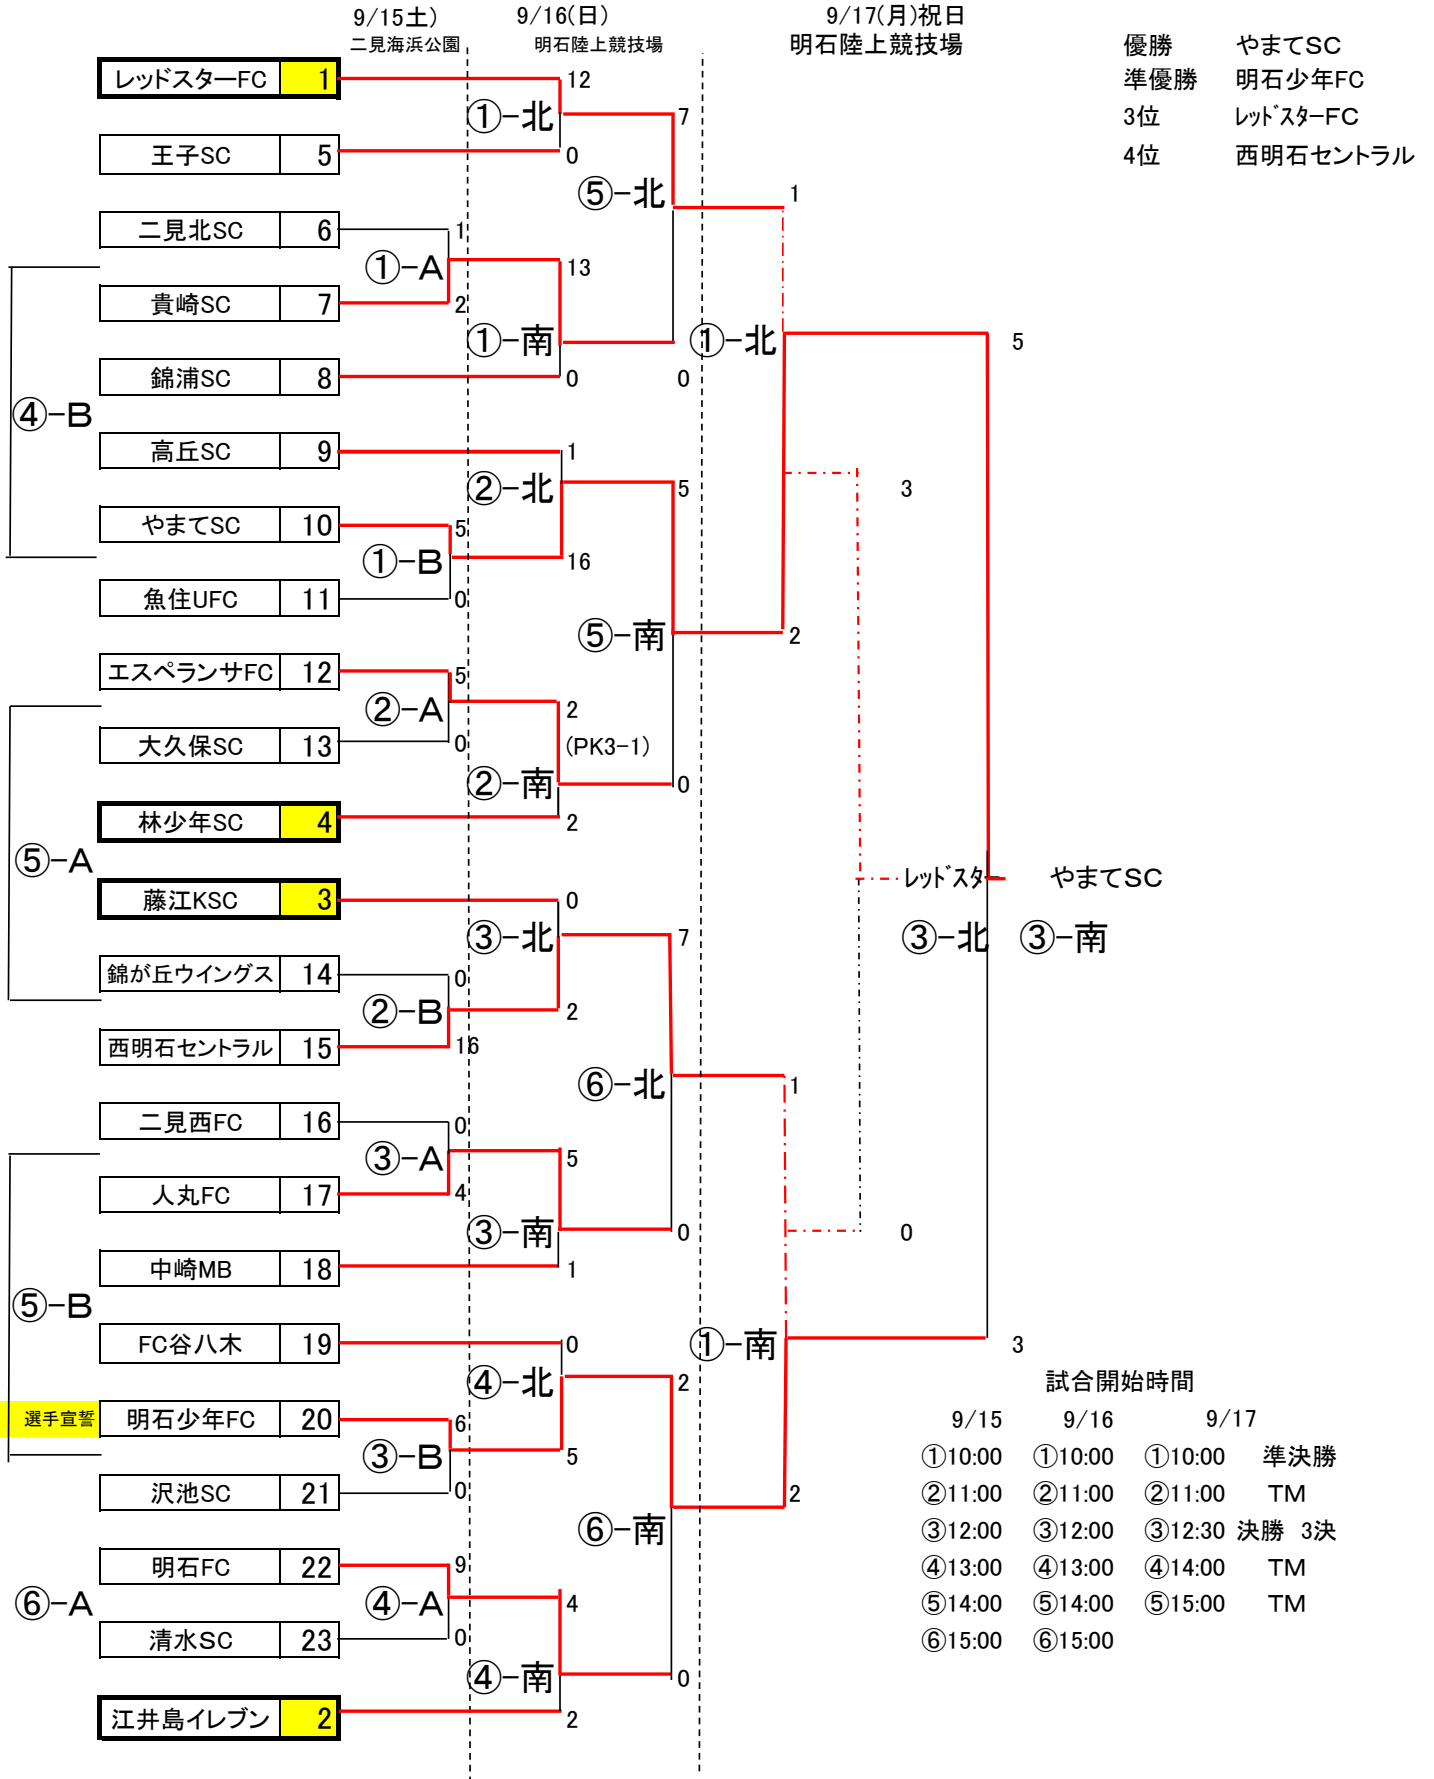 9/15土) 9/16(日) 9/17(月)祝日
二見海浜公園 明石陸上競技場 明石陸上競技場
優勝 やまてSC
準優勝 明石少年FC
3位 ﾚｯﾄﾞｽﾀｰFC
4位 西明石セントラル
レッドスターFC 1 12
①-北 7
王子SC 5 0
⑤-北 1
二見北SC 6 1
①-A 13
貴崎SC 7 2
①-南 ①-北 5
錦浦SC 8 0 0
④-B
高丘SC 9 1
②-北 5 3
やまてSC 10 5
①-B 16
魚住UFC 11 0
⑤-南 2
エスペランサFC 12 5
②-A 2
大久保SC 13 0 (PK3-1)
②-南 0
林少年SC 4 2
⑤-A
ﾚｯﾄﾞｽﾀｰ やまてSC
藤江KSC 3 0
③-北 7 ③-北 ③-南
錦が丘ウイングス 14 0
②-B 2
西明石セントラル 15 16
⑥-北 1
二見西FC 16 0
③-A 5
人丸FC 17 4
③-南 0 0
中崎MB 18 1
⑤-B
FC谷八木 19 0 ①-南 3
④-北 2
選手宣誓 明石少年FC 20 6
③-B 5
沢池SC 21 0 2
⑥-南
明石FC 22 9
⑥-A ④-A 4
清水SC 23 0
④-南 0
江井島イレブン 2 2
試合開始時間
9/15 9/16 9/17
①10:00 ①10:00 ①10:00 準決勝
②11:00 ②11:00 ②11:00 TM
③12:00 ③12:00 ③12:30 決勝 3決
④13:00 ④13:00 ④14:00 TM
⑤14:00 ⑤14:00 ⑤15:00 TM
⑥15:00 ⑥15:00